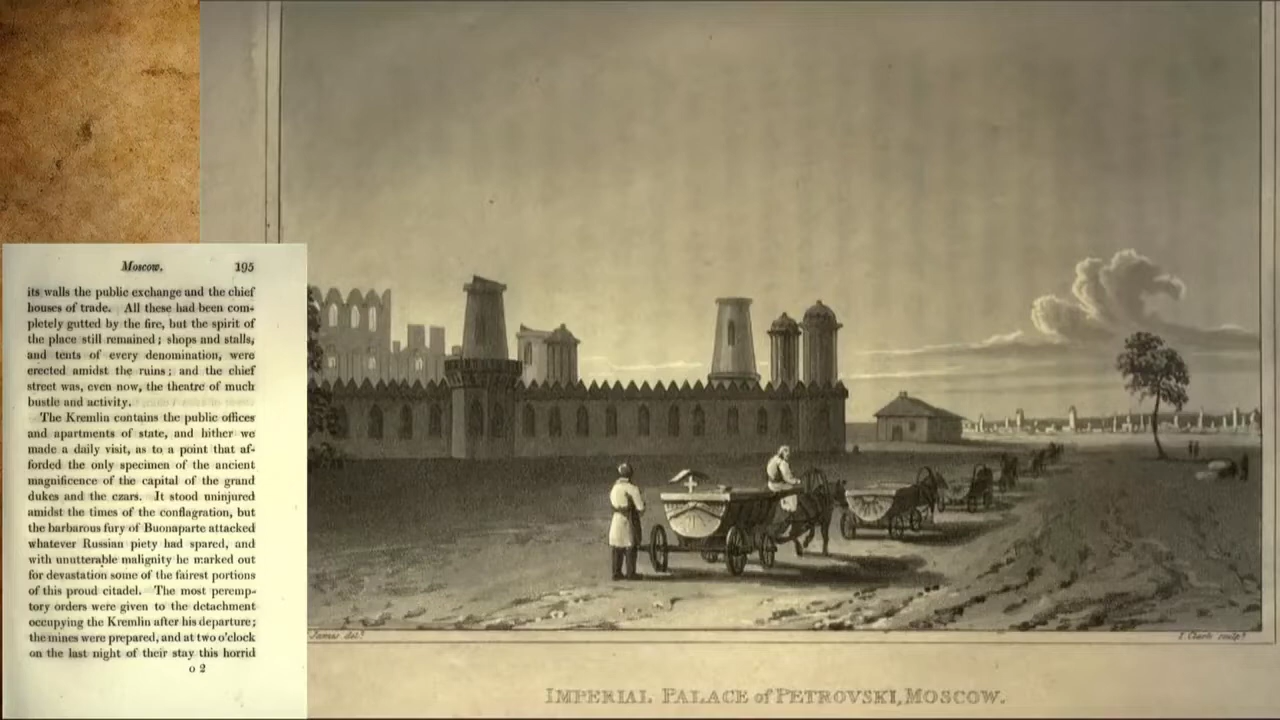 Moscow. 195
its walls the public exchange and the chief
houses of trade. All these had been com-
pletely gutted by the fire, but the spirit of
the place still remained; shops and stalls,
and tents of every denomination, were
erected amidst the ruins; and the chief
street was, even now, the theatre of much
bustle and activity.
The Kremlin contains the public offices
and apartments of state, and hither we
made a daily visit, as to a point that af-
forded the only specimen of the ancient
magnificence of the capital of the grand
dukes and the czars. It stood uninjured
amidst the times of the conflagration, but
the barbarous fury of Buonaparte attacked
whatever Russian piety had spared, and
with unutterable malignity he marked out
for devastation some of the fairest portions
of this proud citadel. The most peremp-
tory orders were given to the detachment
occupying the Kremlin after his departure;
the mines were prepared, and at two o'clock
on the last night of their stay this horrid
o 2
James delt.
I. Clark sculpt.
IMPERIAL PALACE of PETROVSKI, MOSCOW.